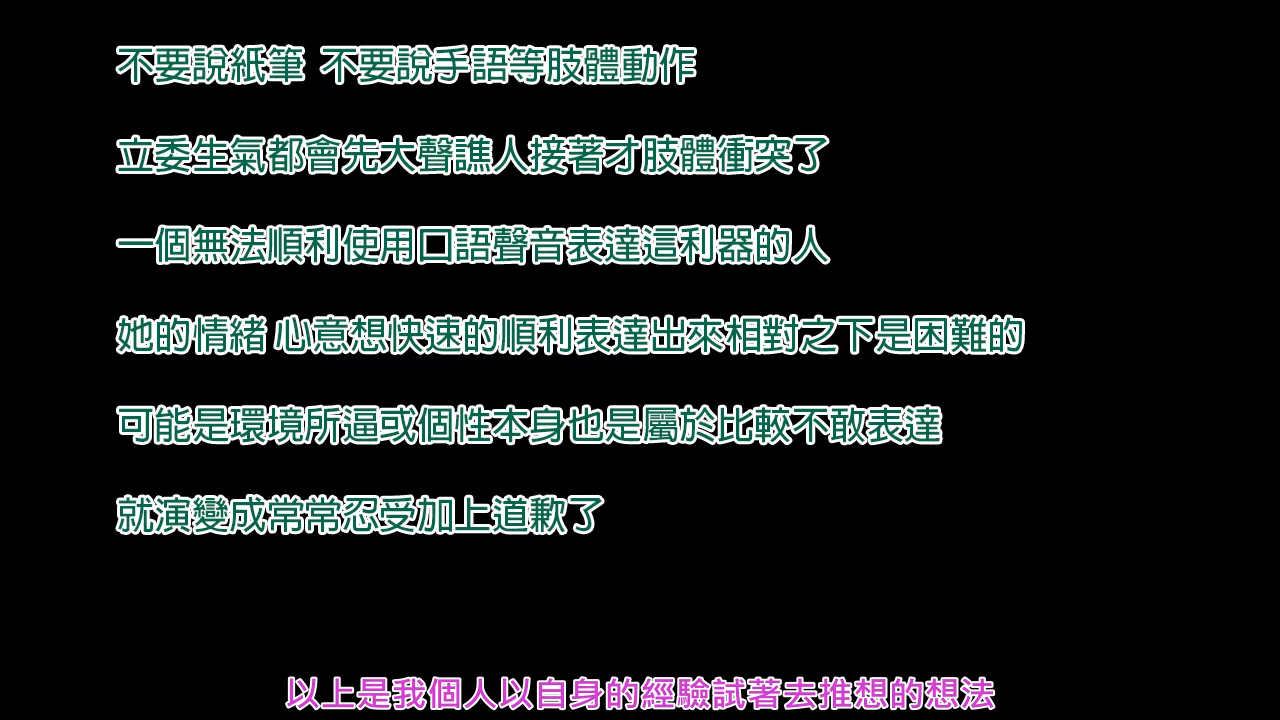 不要說紙筆 不要說手語等肢體動作
立委生氣都會先大聲譙人接著才肢體衝突了
一個無法順利使用口語聲音表達這利器的人
她的情緒 心意想快速的順利表達出來相對之下是困難的
可能是環境所逼或個性本身也是屬於比較不敢表達
就演變成常常忍受加上道歉了
以上是我個人以自身的經驗試著去推想的想法